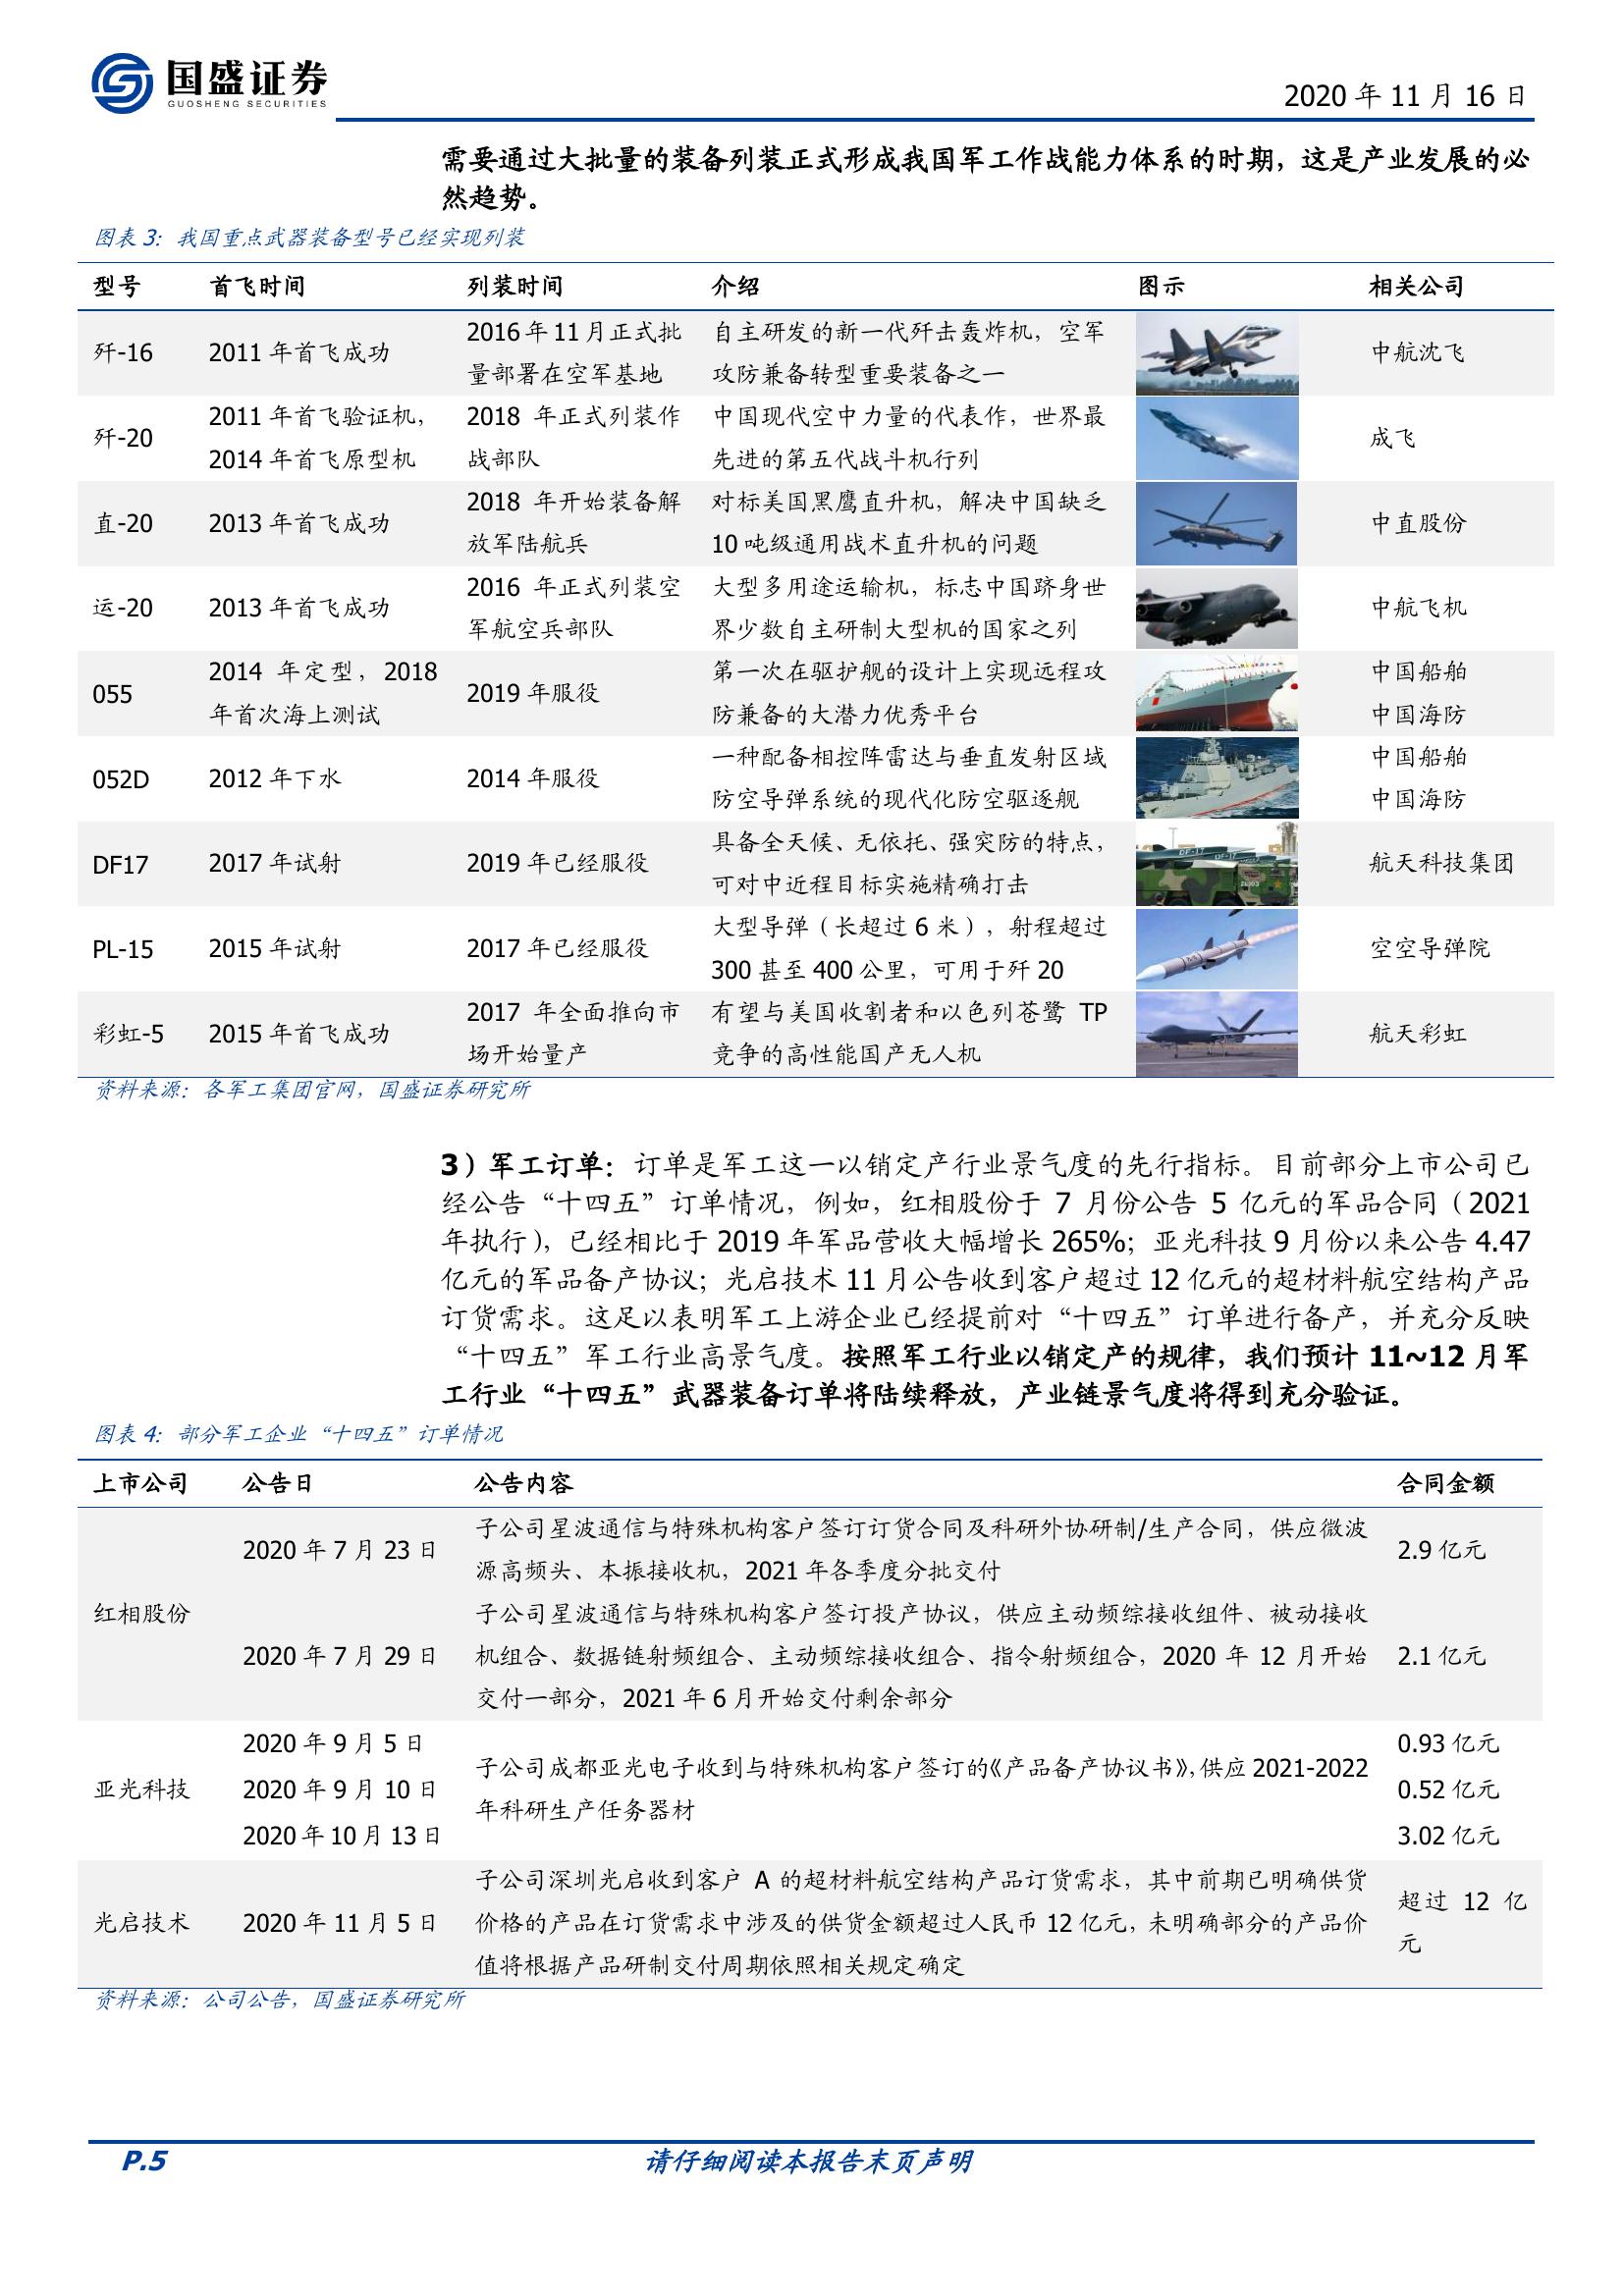 国盛证券
GUOSHENG SECURITIES
2020 年 11 月 16 日
需要通过大批量的装备列装正式形成我国军工作战能力体系的时期，这是产业发展的必
然趋势。
图表 3：我国重点武器装备型号已经实现列装
型号 首飞时间 列装时间 介绍 图示 相关公司
歼-16 2011 年首飞成功 2016 年 11 月正式批 自主研发的新一代歼击轰炸机，空军 中航沈飞
量部署在空军基地 攻防兼备转型重要装备之一
歼-20 2011 年首飞验证机， 2018 年正式列装作 中国现代空中力量的代表作，世界最 成飞
2014 年首飞原型机 战部队 先进的第五代战斗机行列
直-20 2013 年首飞成功 2018 年开始装备解 对标美国黑鹰直升机，解决中国缺乏 中直股份
放军陆航兵 10 吨级通用战术直升机的问题
运-20 2013 年首飞成功 2016 年正式列装空 大型多用途运输机，标志中国跻身世 中航飞机
军航空兵部队 界少数自主研制大型机的国家之列
055 2014 年定型，2018 2019 年服役 第一次在驱护舰的设计上实现远程攻 中国船舶
年首次海上测试 防兼备的大潜力优秀平台 中国海防
052D 2012 年下水 2014 年服役 一种配备相控阵雷达与垂直发射区域 中国船舶
防空导弹系统的现代化防空驱逐舰 中国海防
DF17 2017 年试射 2019 年已经服役 具备全天候、无依托、强突防的特点， DF-17 DF-17 航天科技集团
可对中近程目标实施精确打击
PL-15 2015 年试射 2017 年已经服役 大型导弹（长超过 6 米），射程超过 空空导弹院
300 甚至 400 公里，可用于歼 20
彩虹-5 2015 年首飞成功 2017 年全面推向市 有望与美国收割者和以色列苍鹭 TP 航天彩虹
场开始量产 竞争的高性能国产无人机
资料来源：各军工集团官网，国盛证券研究所
3）军工订单：订单是军工这一以销定产行业景气度的先行指标。目前部分上市公司已
经公告“十四五”订单情况，例如，红相股份于 7 月份公告 5 亿元的军品合同（2021
年执行），已经相比于 2019 年军品营收大幅增长 265%；亚光科技 9 月份以来公告 4.47
亿元的军品备产协议；光启技术 11 月公告收到客户超过 12 亿元的超材料航空结构产品
订货需求。这足以表明军工上游企业已经提前对“十四五”订单进行备产，并充分反映
“十四五”军工行业高景气度。按照军工行业以销定产的规律，我们预计 11~12 月军
工行业“十四五”武器装备订单将陆续释放，产业链景气度将得到充分验证。
图表 4：部分军工企业“十四五”订单情况
上市公司 公告日 公告内容 合同金额
红相股份 2020 年 7 月 23 日 子公司星波通信与特殊机构客户签订订货合同及科研外协研制/生产合同，供应微波 2.9 亿元
源高频头、本振接收机，2021 年各季度分批交付
子公司星波通信与特殊机构客户签订投产协议，供应主动频综接收组件、被动接收
2020 年 7 月 29 日 机组合、数据链射频组合、主动频综接收组合、指令射频组合，2020 年 12 月开始 2.1 亿元
交付一部分，2021 年 6 月开始交付剩余部分
亚光科技 2020 年 9 月 5 日 子公司成都亚光电子收到与特殊机构客户签订的《产品备产协议书》，供应 2021-2022 0.93 亿元
2020 年 9 月 10 日 年科研生产任务器材 0.52 亿元
2020 年 10 月 13 日 3.02 亿元
子公司深圳光启收到客户 A 的超材料航空结构产品订货需求，其中前期已明确供货 超过 12 亿
光启技术 2020 年 11 月 5 日 价格的产品在订货需求中涉及的供货金额超过人民币 12 亿元，未明确部分的产品价 元
值将根据产品研制交付周期依照相关规定确定
资料来源：公司公告，国盛证券研究所
P.5 请仔细阅读本报告末页声明